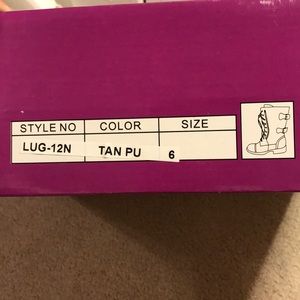 STYLE NO COLOR SIZE
LUG-12N TAN PU 6